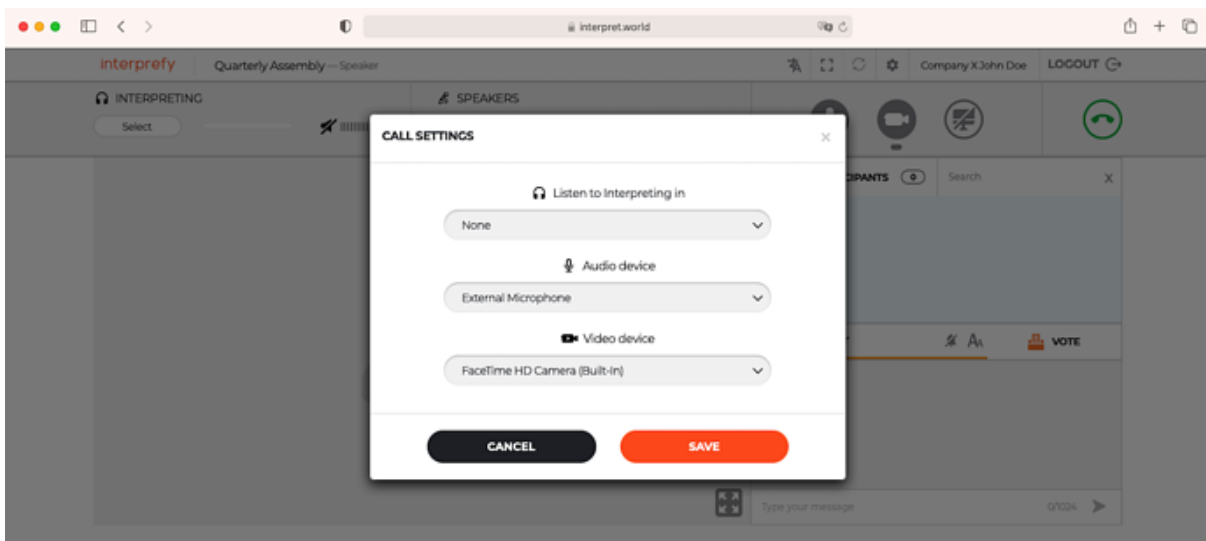 interpret.world
interprefy
Quarterly Assembly — Speaker
Company X John Doe
LOGOUT
INTERPRETING
SPEAKERS
Select
CALL SETTINGS
×
Listen to Interpreting in
None
Audio device
External Microphone
Video device
FaceTime HD Camera (Built-in)
CANCEL
SAVE
CIPANTS
0
Search
X
VOTE
Type your message
0/1024